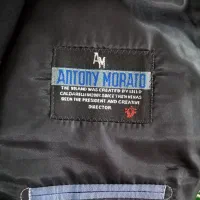 AM
ANTONY MORATO
THE BRAND WAS CREATED BY LELLO
CALDARELLI WHO SINCE THEN HAS
BEEN THE PRESIDENT AND CREATIVE
DIRECTOR.